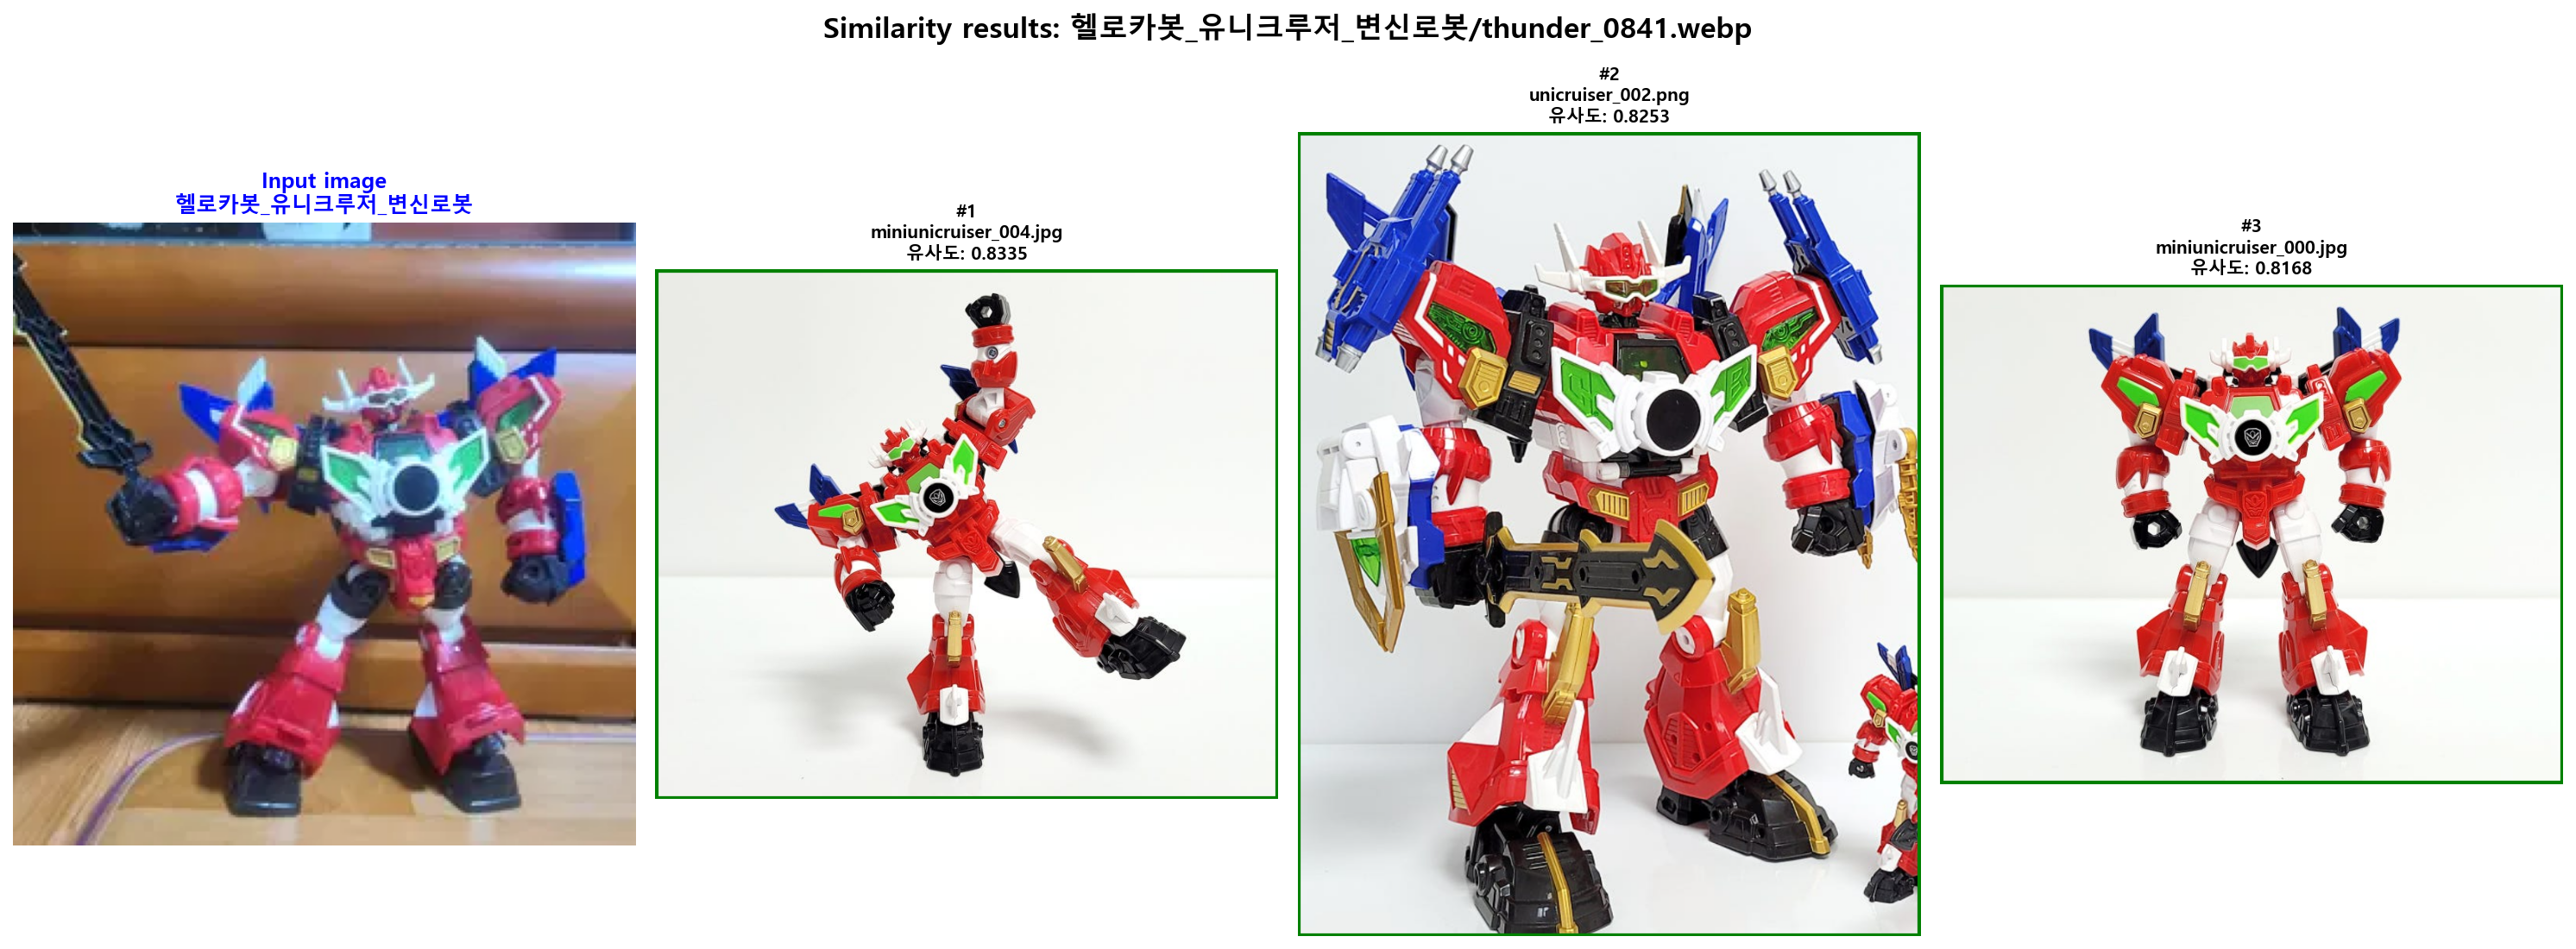 Similarity results: 헬로카봇_유니크루저_변신로봇/thunder_0841.webp
Input image
헬로카봇_유니크루저_변신로봇
#1
miniunicruiser_004.jpg
유사도: 0.8335
#2
unicruiser_002.png
유사도: 0.8253
#3
miniunicruiser_000.jpg
유사도: 0.8168